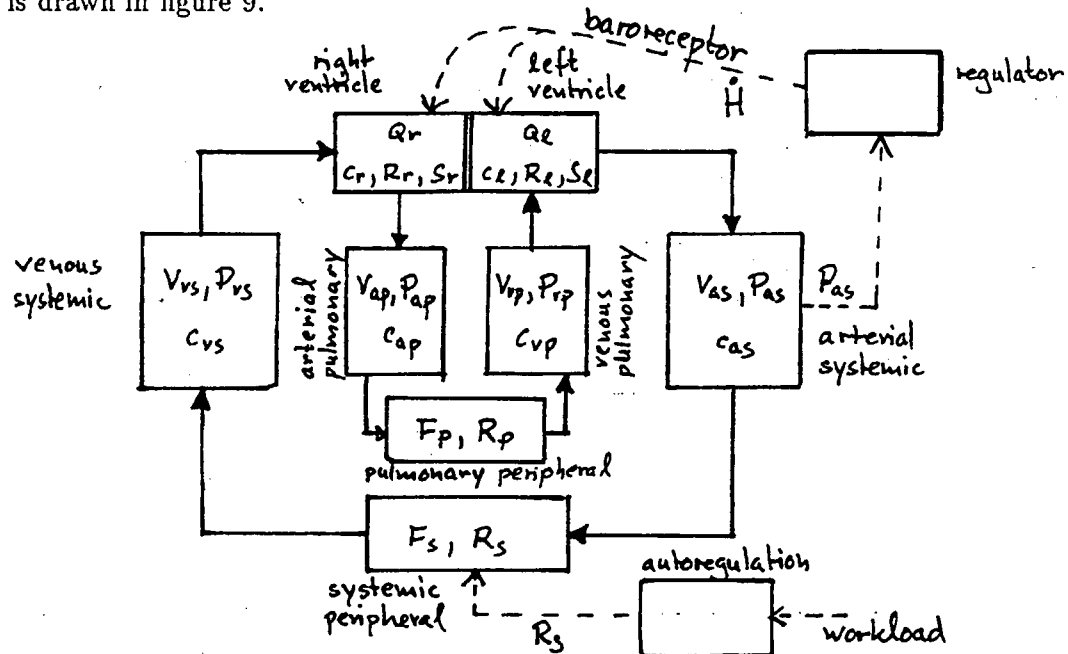 is drawn in figure 9.
baroreceptor
right
ventricle
left
ventricle
Ḣ
regulator
Qr
cr, Rr, Sr
Qℓ
cℓ, Rℓ, Sℓ
venous
systemic
Vvs, Pvs
cvs
arterial
pulmonary
Vap, Pap
cap
Vvp, Pvp
cvp
venous
pulmonary
Vas, Pas
cas
Pas
arterial
systemic
Fp, Rp
pulmonary peripheral
Fs, Rs
systemic
peripheral
Rs
autoregulation
workload